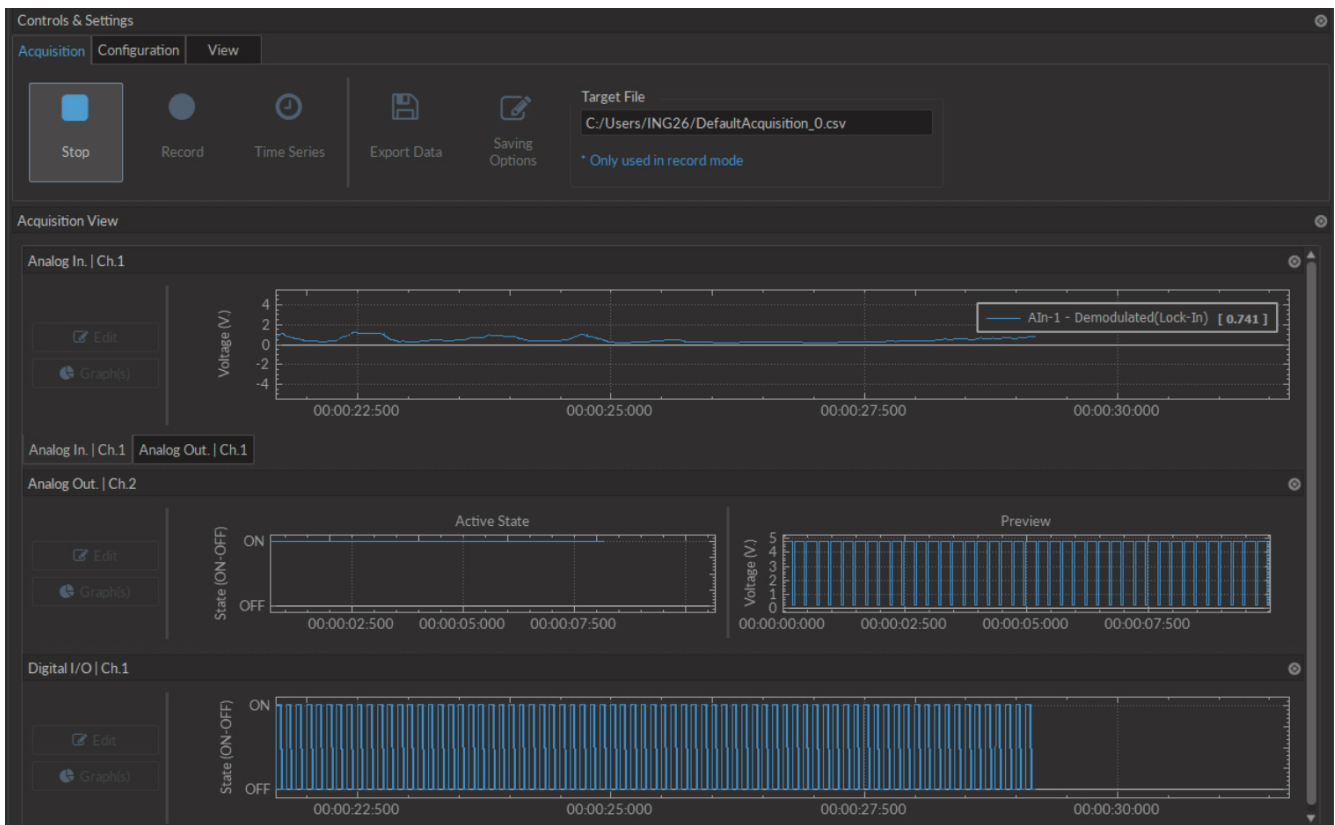 Controls & Settings
Acquisition Configuration View
Stop
Record
Time Series
Export Data
Saving
Options
Target File
C:/Users/ING26/DefaultAcquisition_0.csv
* Only used in record mode
Acquisition View
Analog In. | Ch.1
Edit
Graph(s)
Voltage (V.)
4
2
0
-2
-4
AIn-1 - Demodulated(Lock-In) [ 0.741 ]
00:00:22:500 00:00:25:000 00:00:27:500 00:00:30:000
Analog In. | Ch.1 Analog Out. | Ch.1
Analog Out. | Ch.2
Edit
Graph(s)
Active State
State (ON-OFF)
ON
OFF
00:00:02:500 00:00:05:000 00:00:07:500
Preview
Voltage (V.)
5
4
3
2
1
0
00:00:00:000 00:00:02:500 00:00:05:000 00:00:07:500
Digital I/O | Ch.1
Edit
Graph(s)
State (ON-OFF)
ON
OFF
00:00:22:500 00:00:25:000 00:00:27:500 00:00:30:000